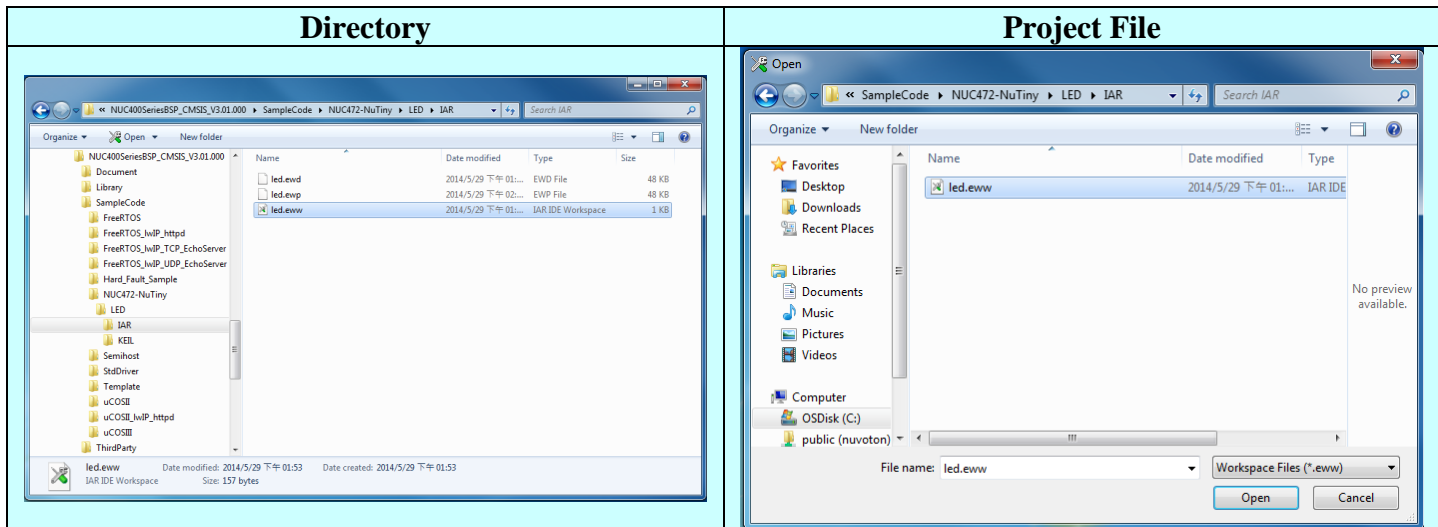 Directory
Project File
« NUC400SeriesBSP_CMSIS_V3.01.000 ▸ SampleCode ▸ NUC472-NuTiny ▸ LED ▸ IAR
Search IAR
Organize Open New folder
NUC400SeriesBSP_CMSIS_V3.01.000
Document
Library
SampleCode
FreeRTOS
FreeRTOS_lwIP_httpd
FreeRTOS_lwIP_TCP_EchoServer
FreeRTOS_lwIP_UDP_EchoServer
Hard_Fault_Sample
NUC472-NuTiny
LED
IAR
KEIL
Semihost
StdDriver
Template
uCOSII
uCOSII_lwIP_httpd
uCOSIII
ThirdParty
Name Date modified Type Size
led.ewd 2014/5/29 下午 01:... EWD File 48 KB
led.ewp 2014/5/29 下午 02:... EWP File 48 KB
led.eww 2014/5/29 下午 01:... IAR IDE Workspace 1 KB
led.eww Date modified: 2014/5/29 下午 01:53 Date created: 2014/5/29 下午 01:53
IAR IDE Workspace Size: 157 bytes
Open
« SampleCode ▸ NUC472-NuTiny ▸ LED ▸ IAR
Search IAR
Organize New folder
Favorites
Desktop
Downloads
Recent Places
Libraries
Documents
Music
Pictures
Videos
Computer
OSDisk (C:)
public (nuvoton)
Name Date modified Type
led.eww 2014/5/29 下午 01:... IAR IDE
No preview
available.
File name: led.eww
Workspace Files (*.eww)
Open Cancel